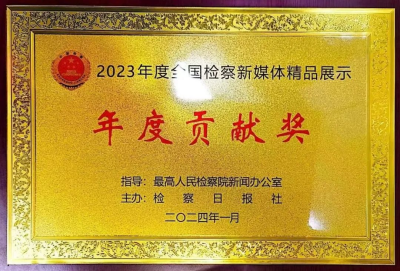 2023年度全国检察新媒体精品展示
年度贡献奖
指导：最高人民检察院新闻办公室
主办：检察日报社
二〇二四年一月